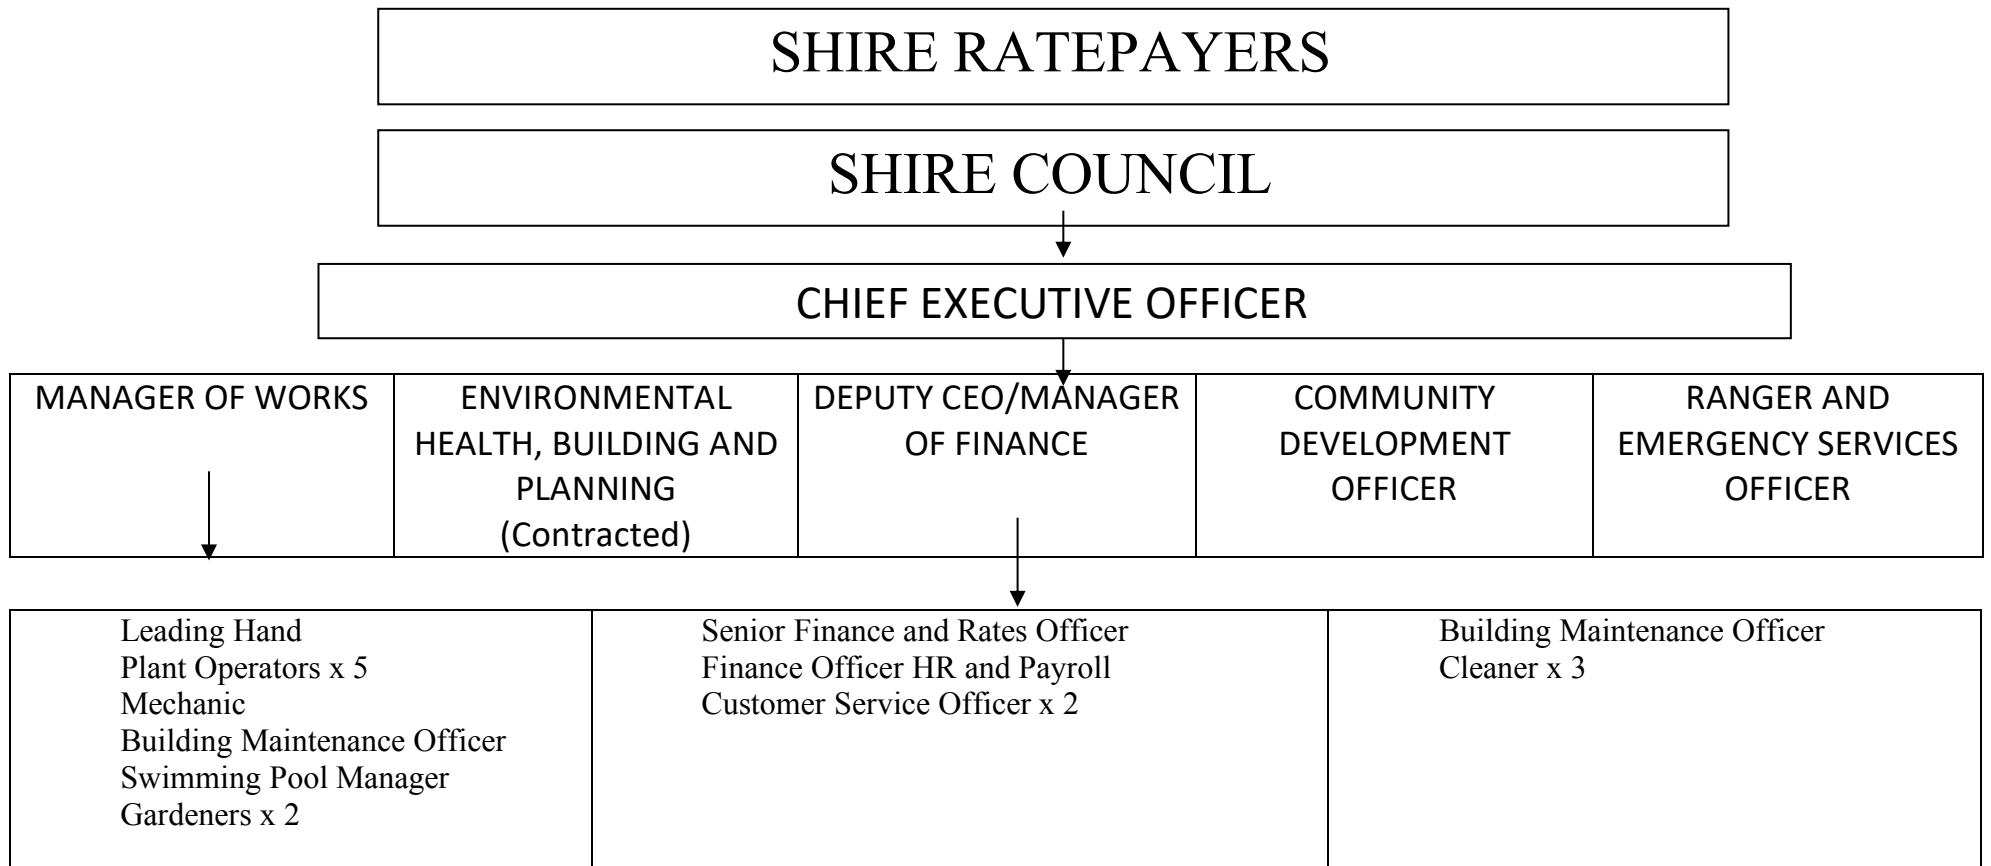 SHIRE RATEPAYERS
SHIRE COUNCIL
CHIEF EXECUTIVE OFFICER
MANAGER OF WORKS
ENVIRONMENTAL
HEALTH, BUILDING AND
PLANNING
(Contracted)
DEPUTY CEO/MANAGER
OF FINANCE
COMMUNITY
DEVELOPMENT
OFFICER
RANGER AND
EMERGENCY SERVICES
OFFICER
Leading Hand
Plant Operators x 5
Mechanic
Building Maintenance Officer
Swimming Pool Manager
Gardeners x 2
Senior Finance and Rates Officer
Finance Officer HR and Payroll
Customer Service Officer x 2
Building Maintenance Officer
Cleaner x 3